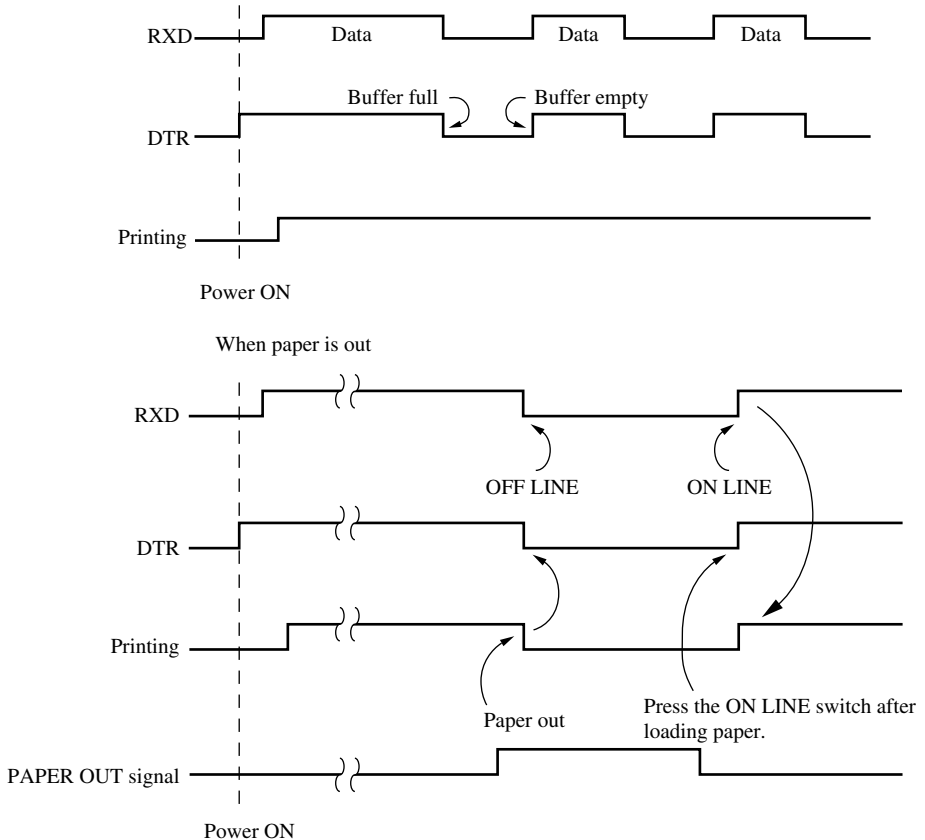 RXD
Data
Data
Data
Buffer full
Buffer empty
DTR
Printing
Power ON
When paper is out
RXD
OFF LINE
ON LINE
DTR
Printing
Paper out
Press the ON LINE switch after
loading paper.
PAPER OUT signal
Power ON